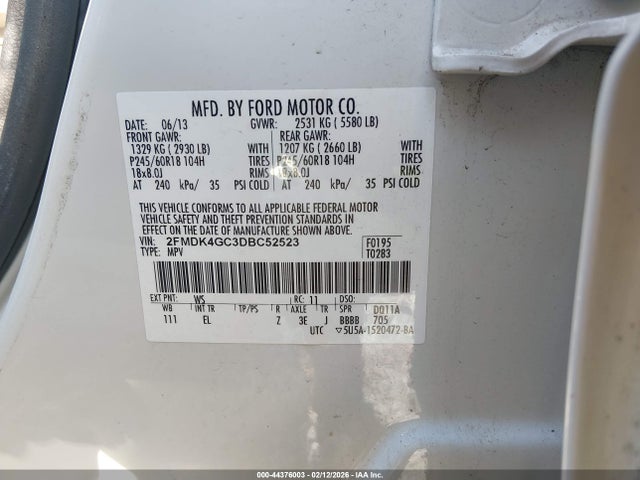 MFD. BY FORD MOTOR CO.
DATE: 06/13 GVWR: 2531 KG ( 5580 LB)
FRONT GAWR: REAR GAWR:
1329 KG ( 2930 LB) WITH 1207 KG ( 2660 LB) WITH
P245/60R18 104H TIRES P245/60R18 104H TIRES
18x8.0J RIMS 18x8.0J RIMS
AT 240 kPa/ 35 PSI COLD AT 240 kPa/ 35 PSI COLD
THIS VEHICLE CONFORMS TO ALL APPLICABLE FEDERAL MOTOR
VEHICLE SAFETY AND THEFT PREVENTION STANDARDS IN
EFFECT ON THE DATE OF MANUFACTURE SHOWN ABOVE.
VIN: 2FMDK4GC3DBC52523 F0195
TYPE: MPV T0283
EXT PNT: WS RC: 11 DSO:
WB INT TR TP/PS R AXLE TR SPR D011A
111 EL Z 3E J BBBB 705
UTC ▽5U5A-1520472-BA
000-44376003 - 02/12/2026 - IAAI.COM